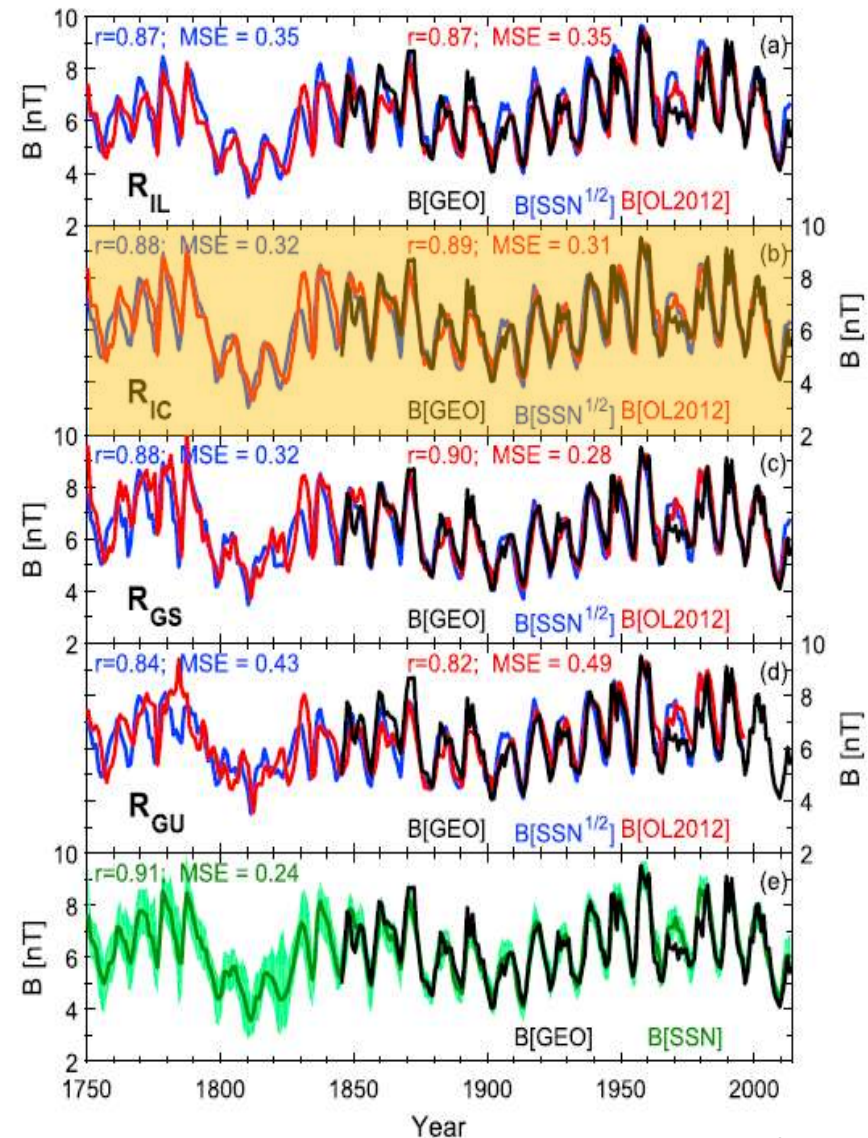 10
r=0.87; MSE = 0.35 r=0.87; MSE = 0.35 (a)
8
B [nT]
6
4
R_IL B[GEO] B[SSN^1/2] B[OL2012]
2 10
r=0.88; MSE = 0.32 r=0.89; MSE = 0.31 (b)
8
6 B [nT]
4
R_IC B[GEO] B[SSN^1/2] B[OL2012]
10 2
r=0.88; MSE = 0.32 r=0.90; MSE = 0.28 (c)
8
B [nT]
6
4
R_GS B[GEO] B[SSN^1/2] B[OL2012]
2 10
r=0.84; MSE = 0.43 r=0.82; MSE = 0.49 (d)
8
6 B [nT]
4
R_GU B[GEO] B[SSN^1/2] B[OL2012]
10 2
r=0.91; MSE = 0.24 (e)
8
B [nT]
6
4
B[GEO] B[SSN]
2
1750 1800 1850 1900 1950 2000
Year